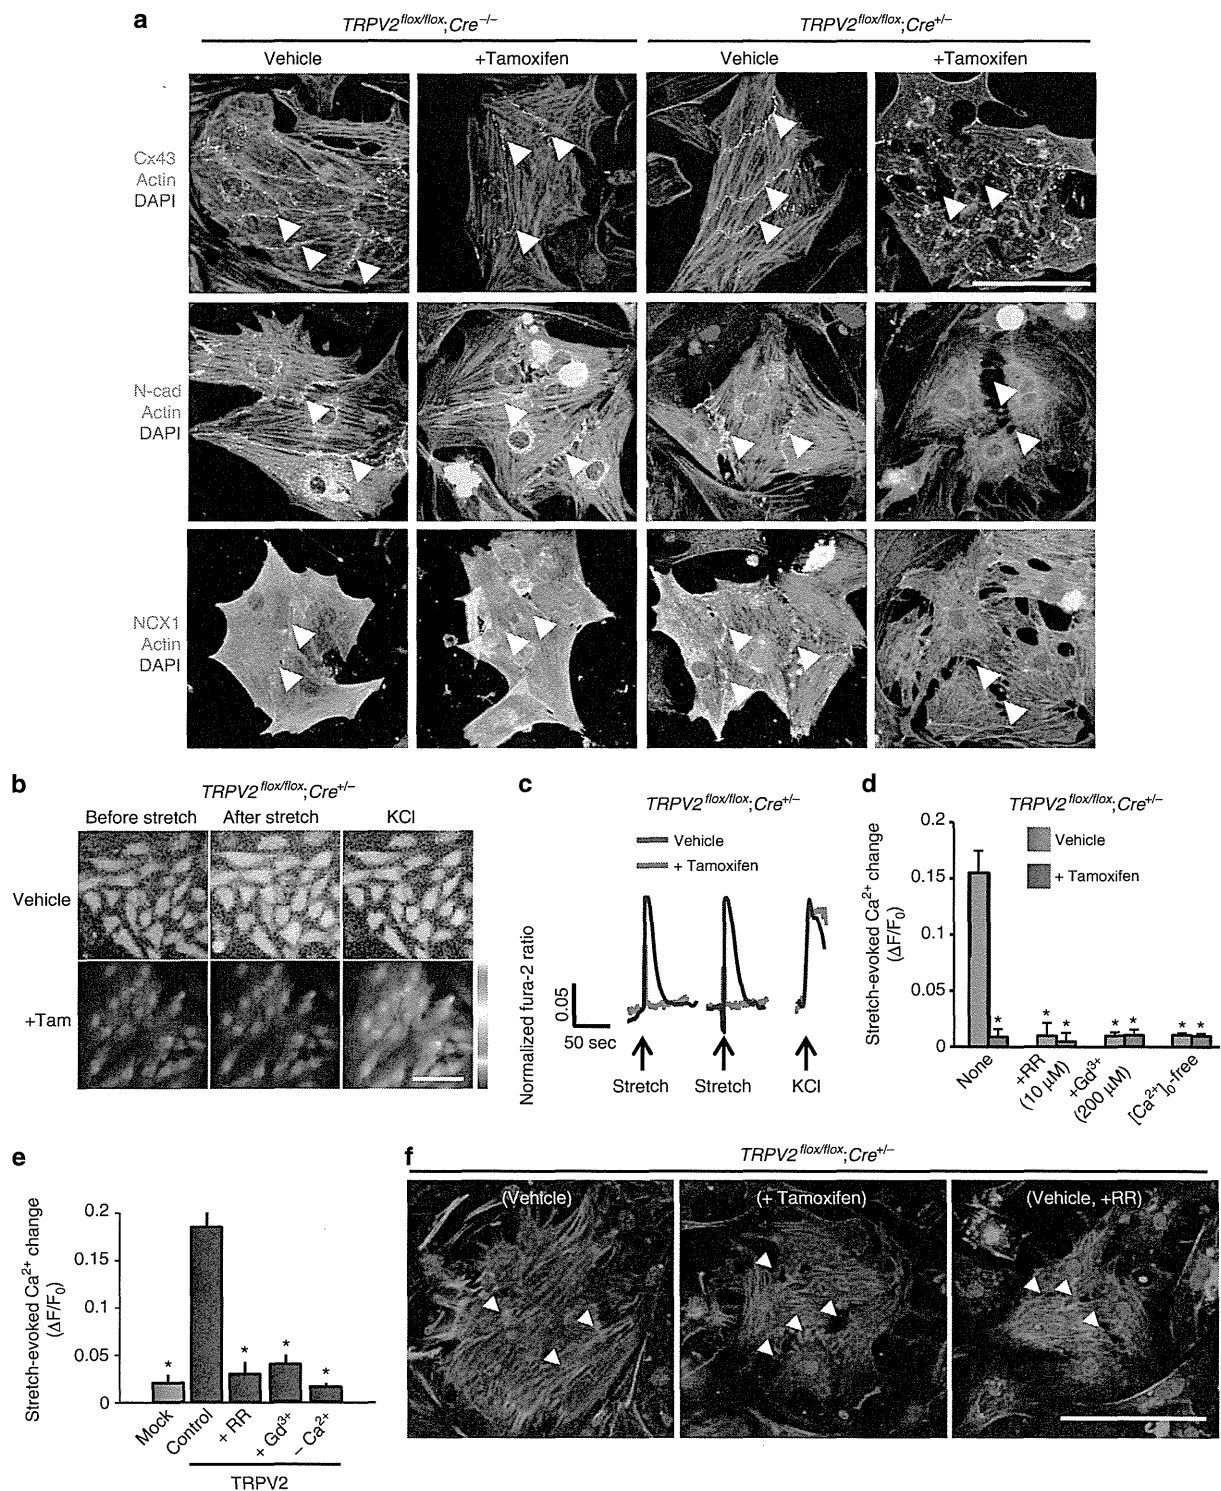 a
TRPV2flox/flox;Cre−/−
TRPV2flox/flox;Cre+/−
Vehicle
+Tamoxifen
Vehicle
+Tamoxifen
Cx43
Actin
DAPI
N-cad
Actin
DAPI
NCX1
Actin
DAPI
b
TRPV2flox/flox;Cre+/−
Before stretch
After stretch
KCl
Vehicle
+Tam
c
TRPV2flox/flox;Cre+/−
Vehicle
+ Tamoxifen
Normalized fura-2 ratio
0.05
50 sec
Stretch
Stretch
KCl
d
TRPV2flox/flox;Cre+/−
Vehicle
+ Tamoxifen
Stretch-evoked Ca2+ change
(ΔF/F0)
0.2
0.15
0.1
0.05
0
* * * * * * *
None
+RR
(10 μM)
+Gd3+
(200 μM)
[Ca2+]0-free
e
Stretch-evoked Ca2+ change
(ΔF/F0)
0.2
0.15
0.1
0.05
0
* * * *
Mock
Control
+ RR
+ Gd3+
− Ca2+
TRPV2
f
TRPV2flox/flox;Cre+/−
(Vehicle)
(+ Tamoxifen)
(Vehicle, +RR)